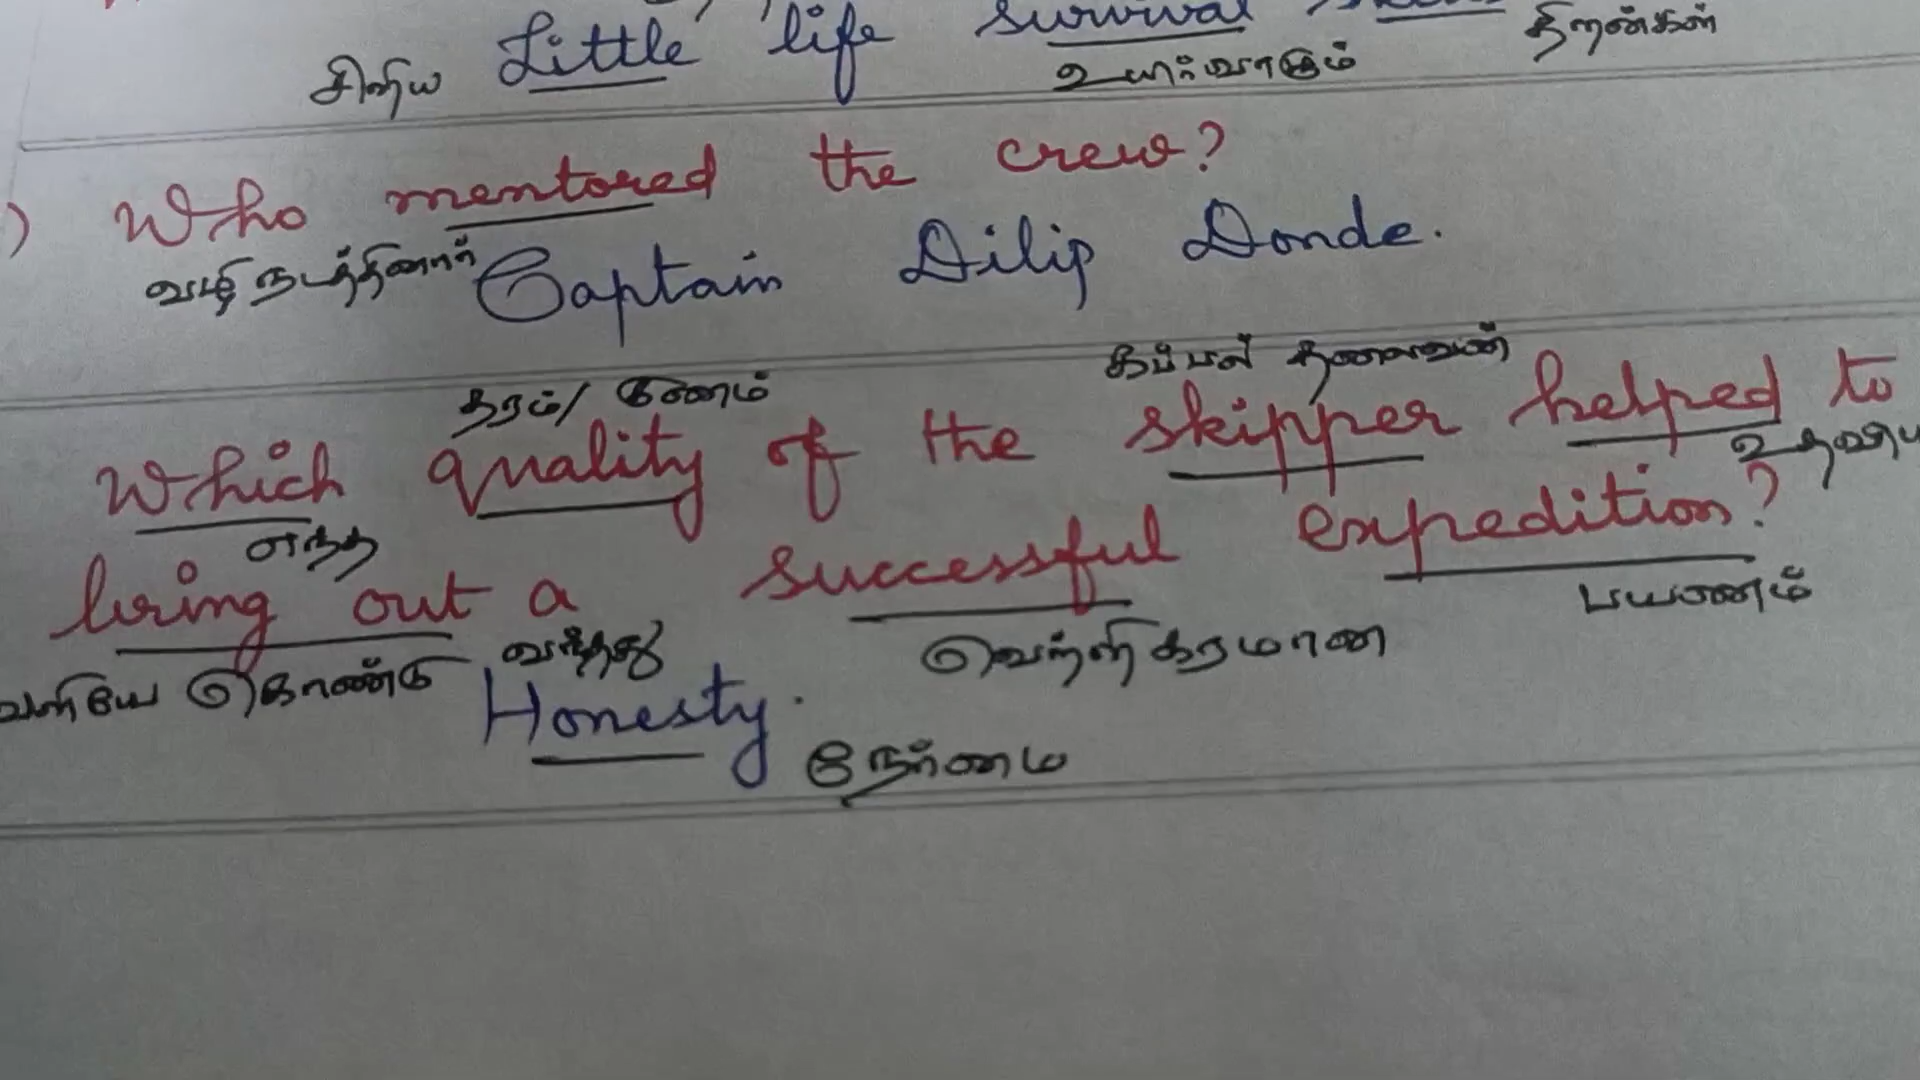 Little life survival
சிறிய உயிர்வாழும் திறன்கள்
) Who mentored the crew?
வழிநடத்தினார் Captain Dilip Donde.
தரம்/ குணம் கப்பல் தலைவன்
Which quality of the skipper helped to
எந்த உதவிய
bring out a successful expedition?
கொண்டு வந்தது வெற்றிகரமான பயணம்
Honesty.
நேர்மை